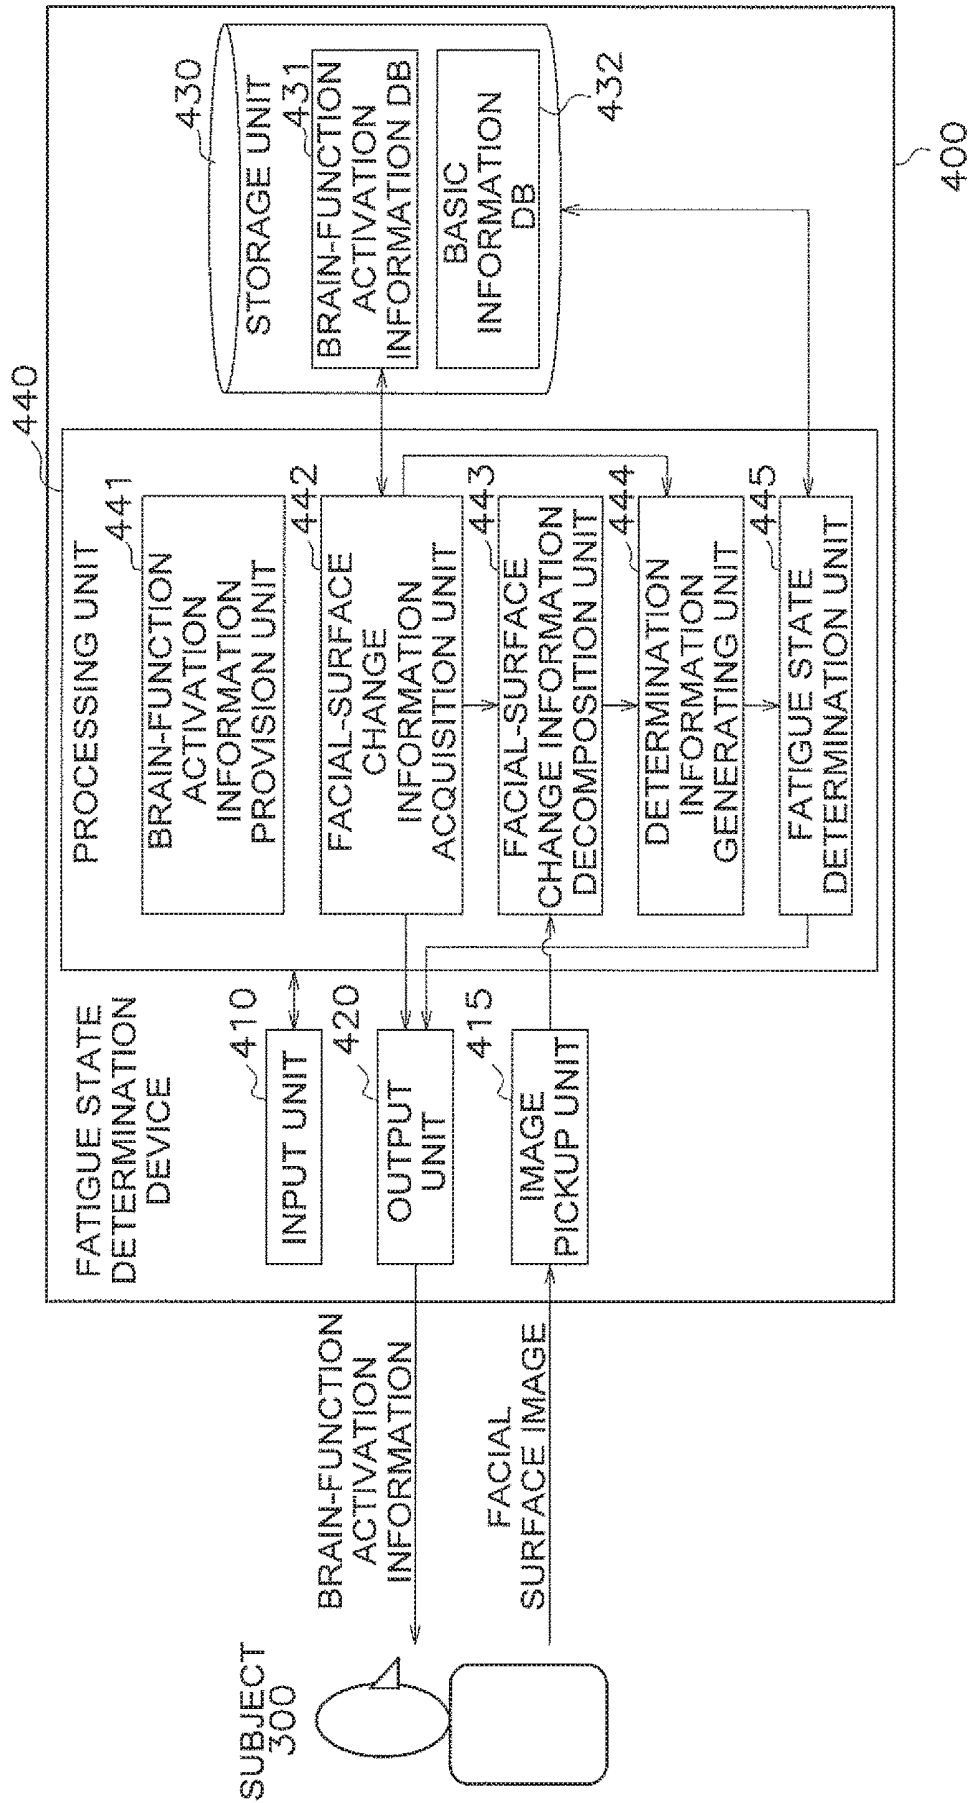 FATIGUE STATE
DETERMINATION
DEVICE
PROCESSING UNIT
440
SUBJECT
300
BRAIN-FUNCTION
ACTIVATION
INFORMATION
FACIAL
SURFACE IMAGE
410
INPUT UNIT
420
OUTPUT
UNIT
415
IMAGE
PICKUP UNIT
441
BRAIN-FUNCTION
ACTIVATION
INFORMATION
PROVISION UNIT
442
FACIAL-SURFACE
CHANGE
INFORMATION
ACQUISITION UNIT
443
FACIAL-SURFACE
CHANGE INFORMATION
DECOMPOSITION UNIT
444
DETERMINATION
INFORMATION
GENERATING UNIT
445
FATIGUE STATE
DETERMINATION UNIT
430
STORAGE UNIT
431
BRAIN-FUNCTION
ACTIVATION
INFORMATION DB
BASIC
INFORMATION
DB
432
400